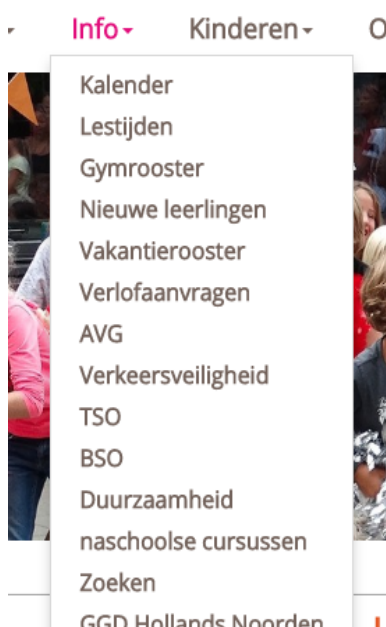 Info
Kinderen
Kalender
Lestijden
Gymrooster
Nieuwe leerlingen
Vakantierooster
Verlofaanvragen
AVG
Verkeersveiligheid
TSO
BSO
Duurzaamheid
naschoolse cursussen
Zoeken
GGD Hollands Noorden